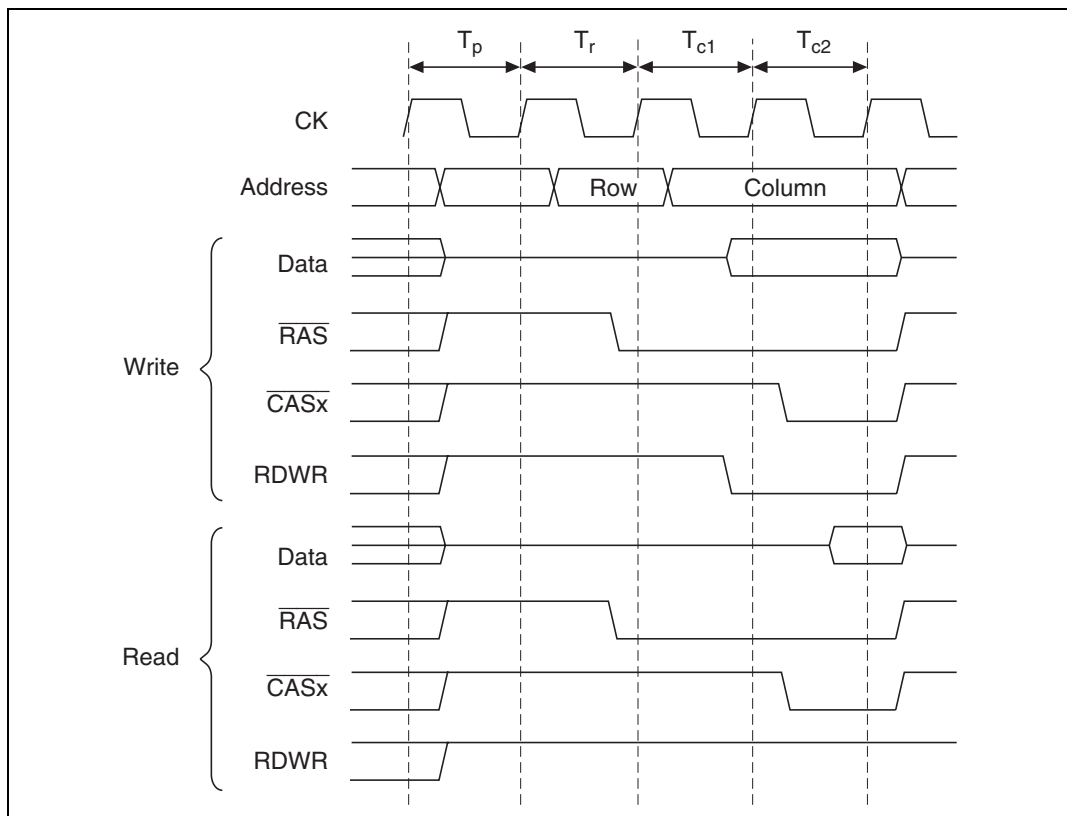 Tp Tr Tc1 Tc2
CK
Address Row Column
Write
Data
RAS
CASx
RDWR
Read
Data
RAS
CASx
RDWR